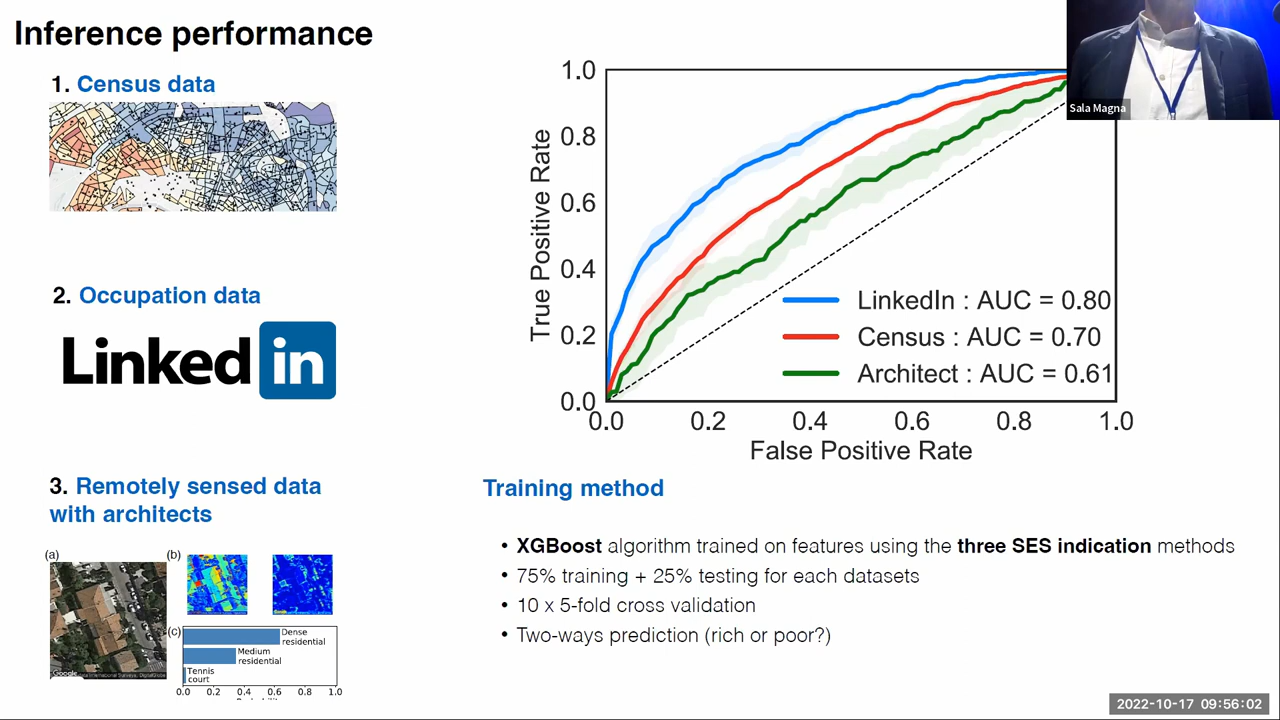 Inference performance
1. Census data
2. Occupation data
Linked in
3. Remotely sensed data
with architects
(a)
(b)
(c)
Google
Dense
residential
Medium
residential
Tennis
court
0.0 0.2 0.4 0.6 0.8 1.0
True Positive Rate
1.0
0.8
0.6
0.4
0.2
0.0
LinkedIn : AUC = 0.80
Census : AUC = 0.70
Architect : AUC = 0.61
0.0 0.2 0.4 0.6 0.8 1.0
False Positive Rate
Sala Magna
Training method
• XGBoost algorithm trained on features using the three SES indication methods
• 75% training + 25% testing for each datasets
• 10 x 5-fold cross validation
• Two-ways prediction (rich or poor?)
2022-10-17 09:56:02